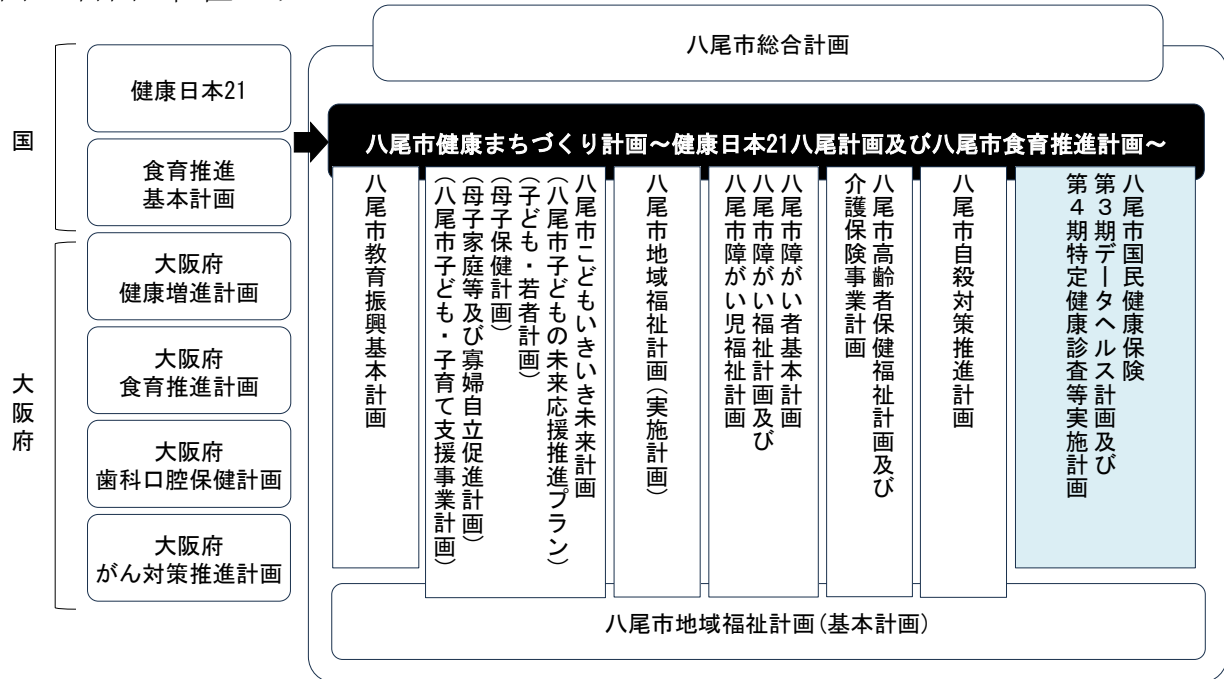 八尾市総合計画
国
健康日本21
食育推進
基本計画
大阪府
大阪府
健康増進計画
大阪府
食育推進計画
大阪府
歯科口腔保健計画
大阪府
がん対策推進計画
八尾市健康まちづくり計画～健康日本21八尾計画及び八尾市食育推進計画～
八尾市教育振興基本計画
八尾市こどもいきいき未来計画
（八尾市子どもの未来応援推進プラン）
（子ども・若者計画）
（母子保健計画）
（母子家庭等及び寡婦自立促進計画）
（八尾市子ども・子育て支援事業計画）
八尾市地域福祉計画（実施計画）
八尾市障がい者基本計画
八尾市障がい福祉計画及び
八尾市障がい児福祉計画
八尾市高齢者保健福祉計画及び
介護保険事業計画
八尾市自殺対策推進計画
八尾市国民健康保険
第３期データヘルス計画及び
第４期特定健康診査等実施計画
八尾市地域福祉計画(基本計画)